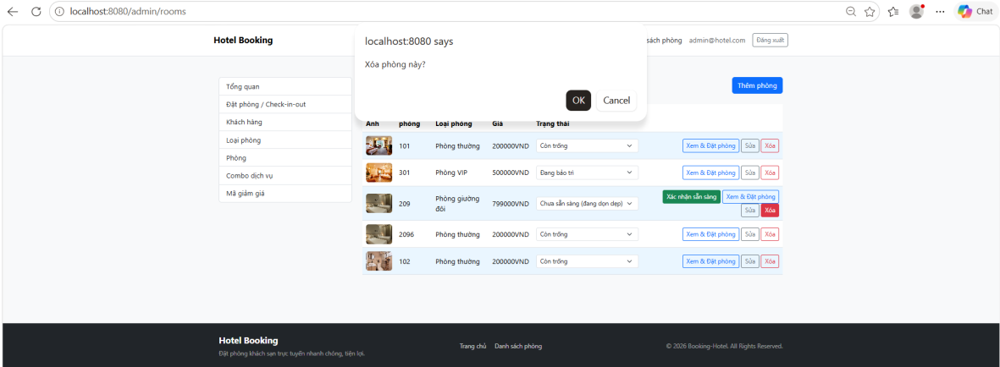 localhost:8080/admin/rooms
Chat
Hotel Booking
sách phòng
admin@hotel.com
Đăng xuất
localhost:8080 says
Xóa phòng này?
OK
Cancel
Tổng quan
Đặt phòng / Check-in-out
Khách hàng
Loại phòng
Phòng
Combo dịch vụ
Mã giảm giá
Thêm phòng
Ảnh phòng Loại phòng Giá Trạng thái
101 Phòng thường 200000VND Còn trống Xem & Đặt phòng Sửa Xóa
301 Phòng VIP 500000VND Đang bảo trì Xem & Đặt phòng Sửa Xóa
209 Phòng giường đôi 799000VND Chưa sẵn sàng (đang dọn dẹp) Xác nhận sẵn sàng Xem & Đặt phòng Sửa Xóa
2096 Phòng thường 200000VND Còn trống Xem & Đặt phòng Sửa Xóa
102 Phòng thường 200000VND Còn trống Xem & Đặt phòng Sửa Xóa
Hotel Booking
Đặt phòng khách sạn trực tuyến nhanh chóng, tiện lợi.
Trang chủ Danh sách phòng
© 2026 Booking-Hotel. All Rights Reserved.